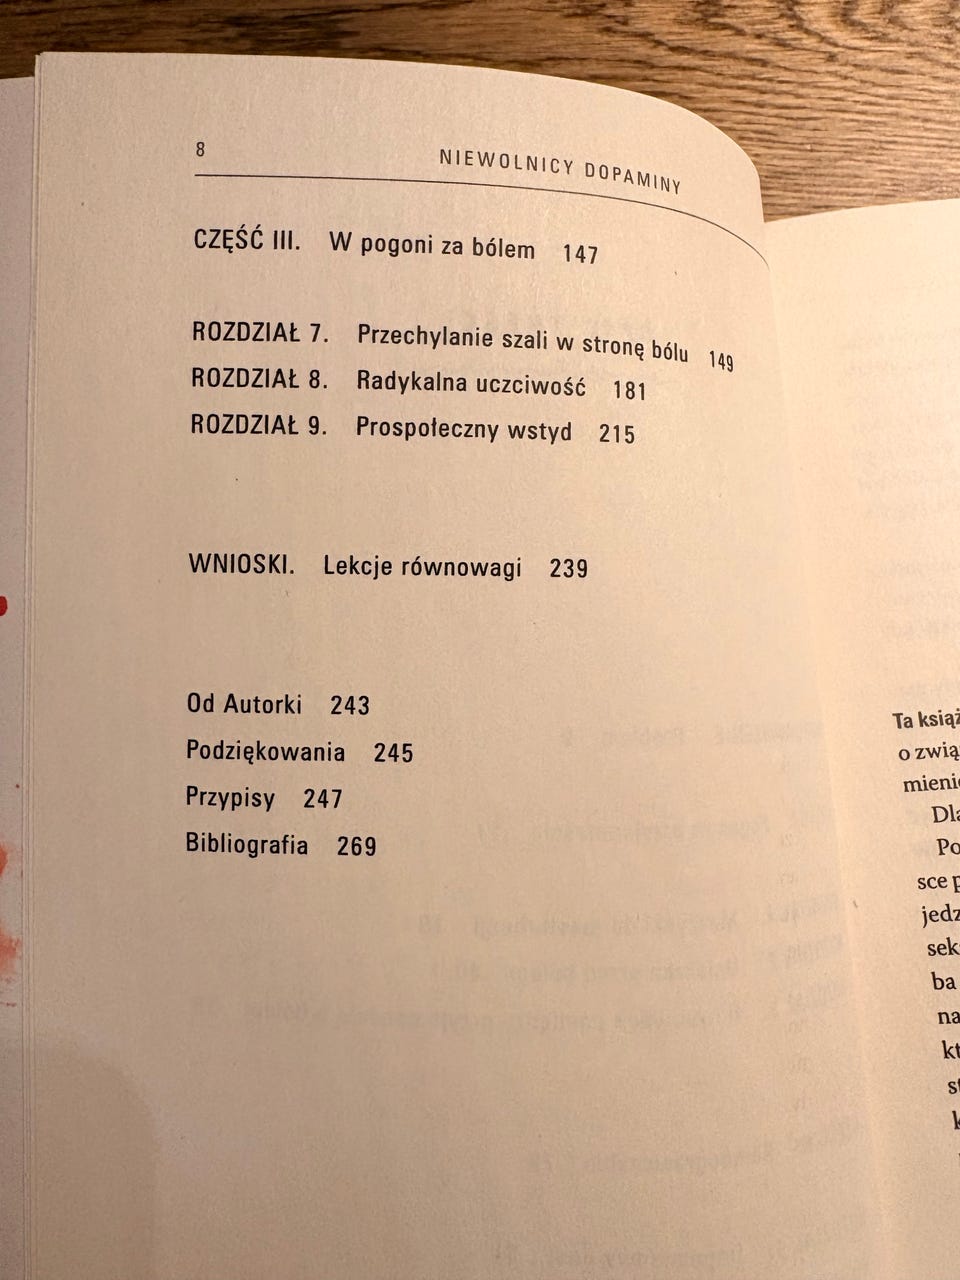 8
NIEWOLNICY DOPAMINY
CZĘŚĆ III. W pogoni za bólem 147
ROZDZIAŁ 7. Przechylanie szali w stronę bólu 149
ROZDZIAŁ 8. Radykalna uczciwość 181
ROZDZIAŁ 9. Prospołeczny wstyd 215
WNIOSKI. Lekcje równowagi 239
Od Autorki 243
Podziękowania 245
Przypisy 247
Bibliografia 269
Ta
o